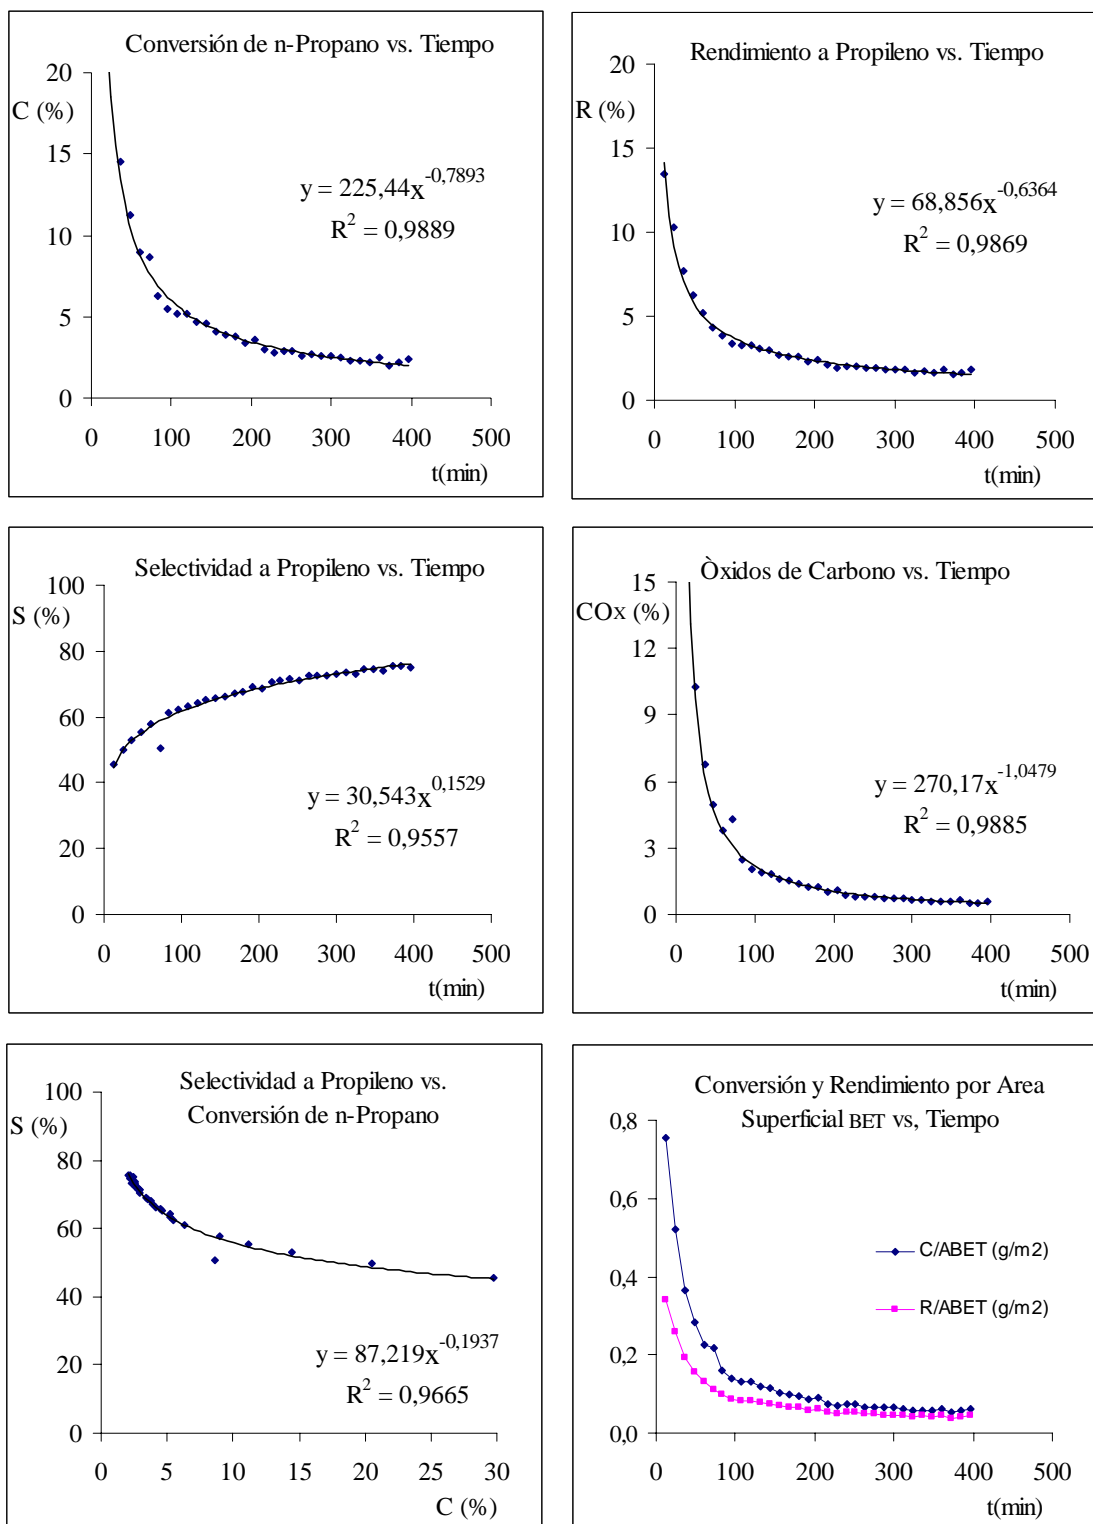 Conversión de n-Propano vs. Tiempo
C (%)
20
15
10
5
0
y = 225,44x^-0,7893
R^2 = 0,9889
0 100 200 300 400 500
t(min)
Rendimiento a Propileno vs. Tiempo
R (%)
20
15
10
5
0
y = 68,856x^-0,6364
R^2 = 0,9869
0 100 200 300 400 500
t(min)
Selectividad a Propileno vs. Tiempo
S (%)
100
80
60
40
20
0
y = 30,543x^0,1529
R^2 = 0,9557
0 100 200 300 400 500
t(min)
Òxidos de Carbono vs. Tiempo
COx (%)
15
12
9
6
3
0
y = 270,17x^-1,0479
R^2 = 0,9885
0 100 200 300 400 500
t(min)
Selectividad a Propileno vs.
Conversión de n-Propano
S (%)
100
80
60
40
20
0
y = 87,219x^-0,1937
R^2 = 0,9665
0 5 10 15 20 25 30
C (%)
Conversión y Rendimiento por Area
Superficial BET vs, Tiempo
0,8
0,6
0,4
0,2
0,0
C/ABET (g/m2)
R/ABET (g/m2)
0 100 200 300 400 500
t(min)